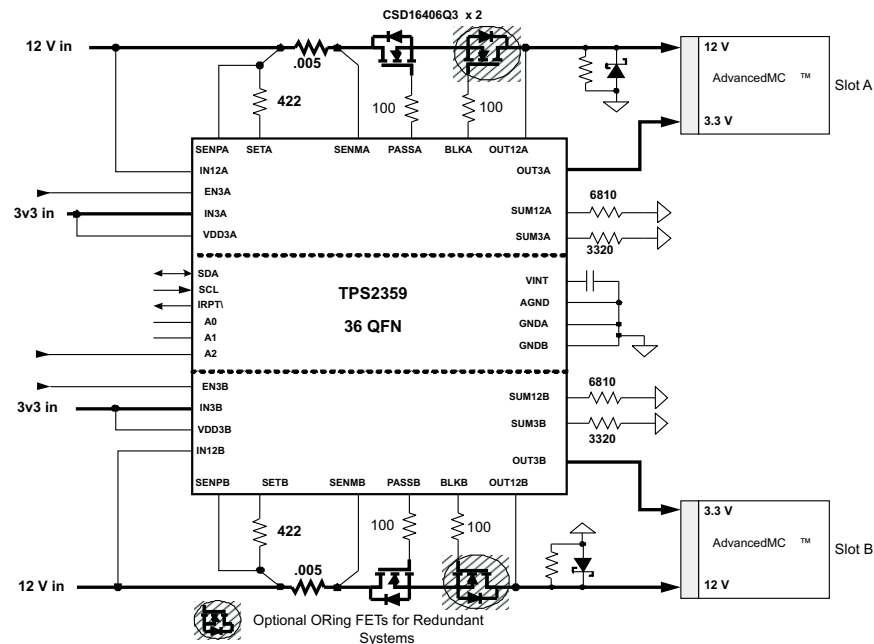 CSD16406Q3 x 2
12 V in
.005
422
100
100
12 V
AdvancedMC ™
3.3 V
Slot A
SENPA SETA SENMA PASSA BLKA OUT12A
IN12A
OUT3A
EN3A
3v3 in
IN3A
VDD3A
6810
SUM12A
SUM3A
3320
SDA
SCL
IRPT\
A0
A1
A2
TPS2359
36 QFN
VINT
AGND
GNDA
GNDB
EN3B
3v3 in
IN3B
VDD3B
IN12B
6810
SUM12B
SUM3B
3320
OUT3B
SENPB SETB SENMB PASSB BLKB OUT12B
422
100
100
3.3 V
AdvancedMC ™
12 V
Slot B
12 V in
.005
Optional ORing FETs for Redundant
Systems